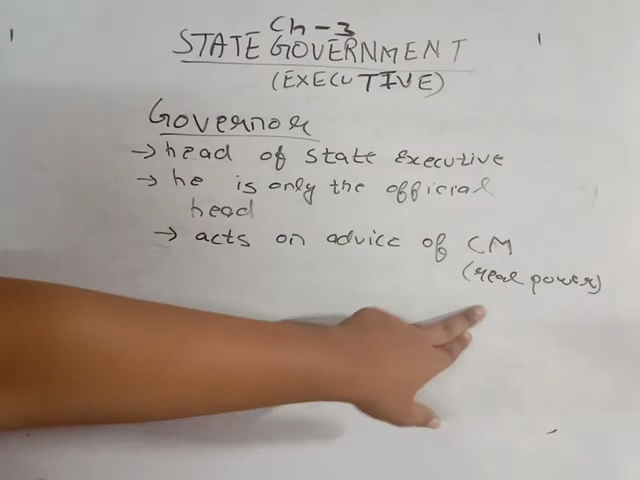 Ch-3
STATE GOVERNMENT
(EXECUTIVE)
Governor
→ head of state executive
→ he is only the official
head
→ acts on advice of CM
(real power)